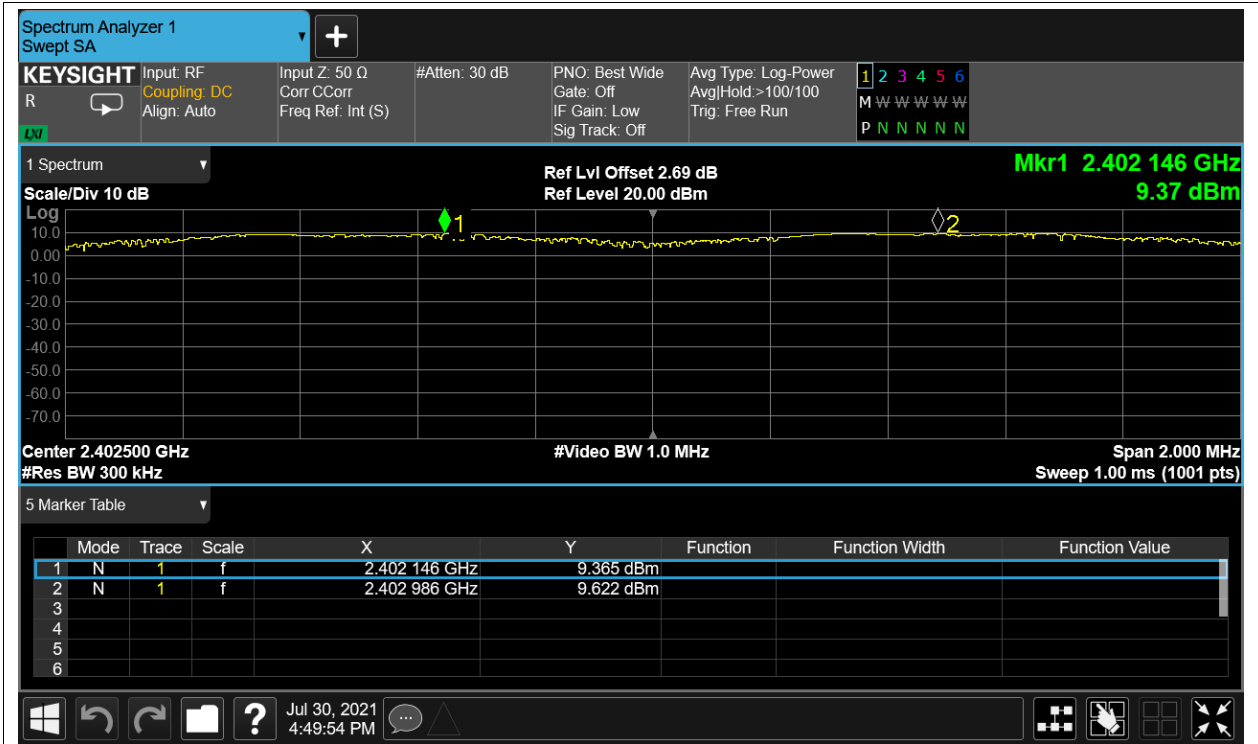 Spectrum Analyzer 1
Swept SA
KEYSIGHT
R
LXI
Input: RF
Coupling: DC
Align: Auto
Input Z: 50 Ω
Corr CCorr
Freq Ref: Int (S)
#Atten: 30 dB
PNO: Best Wide
Gate: Off
IF Gain: Low
Sig Track: Off
Avg Type: Log-Power
Avg|Hold:>100/100
Trig: Free Run
1 2 3 4 5 6
M W W W W W
P N N N N N
1 Spectrum
Scale/Div 10 dB
Ref Lvl Offset 2.69 dB
Ref Level 20.00 dBm
Mkr1 2.402 146 GHz
9.37 dBm
Log
1
2
10.0
0.00
-10.0
-20.0
-30.0
-40.0
-50.0
-60.0
-70.0
Center 2.402500 GHz
#Res BW 300 kHz
#Video BW 1.0 MHz
Span 2.000 MHz
Sweep 1.00 ms (1001 pts)
5 Marker Table
Mode Trace Scale X Y Function Function Width Function Value
1 N 1 f 2.402 146 GHz 9.365 dBm
2 N 1 f 2.402 986 GHz 9.622 dBm
3
4
5
6
?
Jul 30, 2021
4:49:54 PM